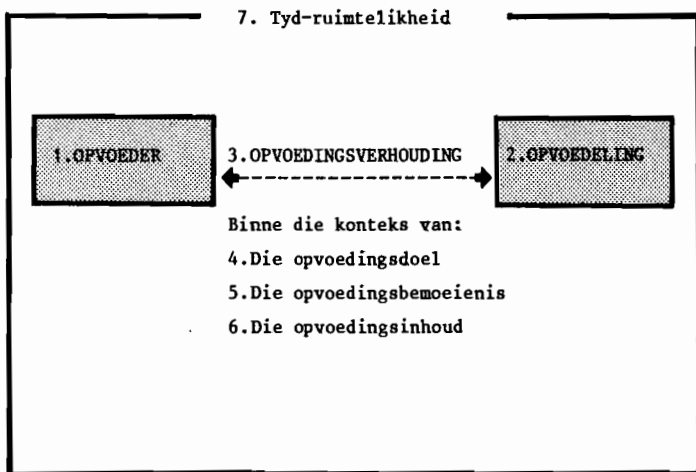 7. Tyd-ruimtelikheid
1.OPVOEDER 3.OPVOEDINGSVERHOUDING 2.OPVOEDELING
Binne die konteks van:
4.Die opvoedingsdoel
5.Die opvoedingsbemoeienis
6.Die opvoedingsinhoud